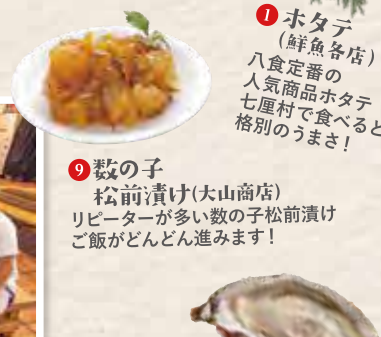 1 ホタテ
(鮮魚各店)
八食定番の
人気商品ホタテ
七厘村で食べると
格別のうまさ!
9 数の子
松前漬け(大山商店)
リピーターが多い数の子松前漬け
ご飯がどんどん進みます!